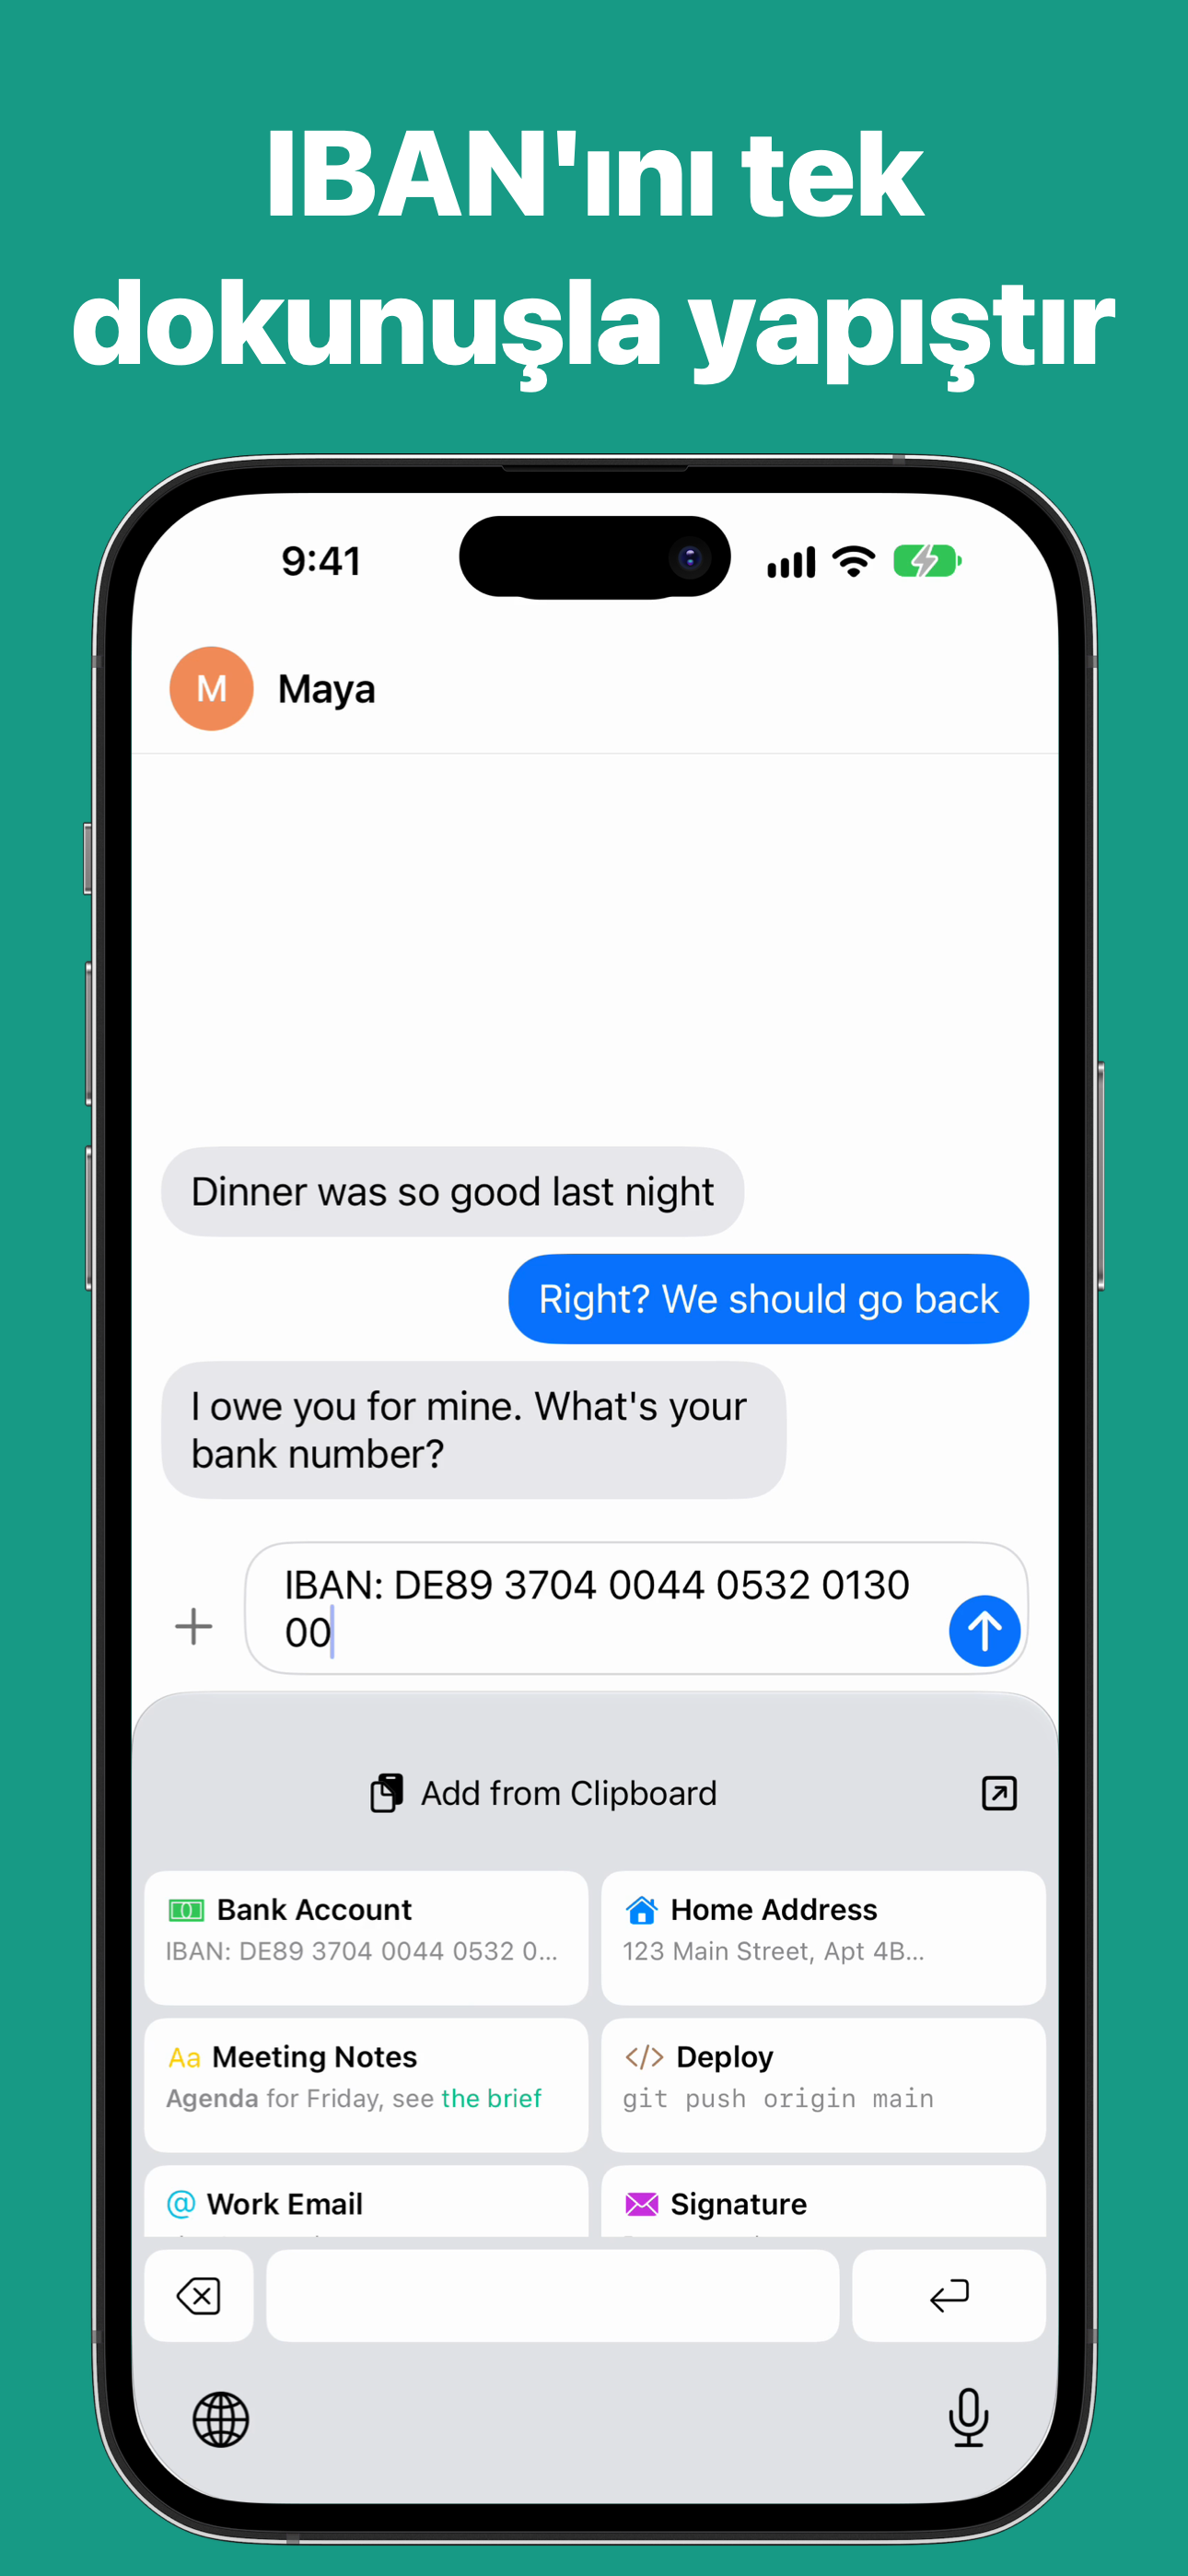 IBAN'ını tek
dokunuşla yapıştır
9:41
M
Maya
Dinner was so good last night
Right? We should go back
I owe you for mine. What's your
bank number?
IBAN: DE89 3704 0044 0532 0130
00
Add from Clipboard
Bank Account
IBAN: DE89 3704 0044 0532 0...
Home Address
123 Main Street, Apt 4B...
Aa Meeting Notes
Agenda for Friday, see the brief
</> Deploy
git push origin main
@ Work Email
Signature